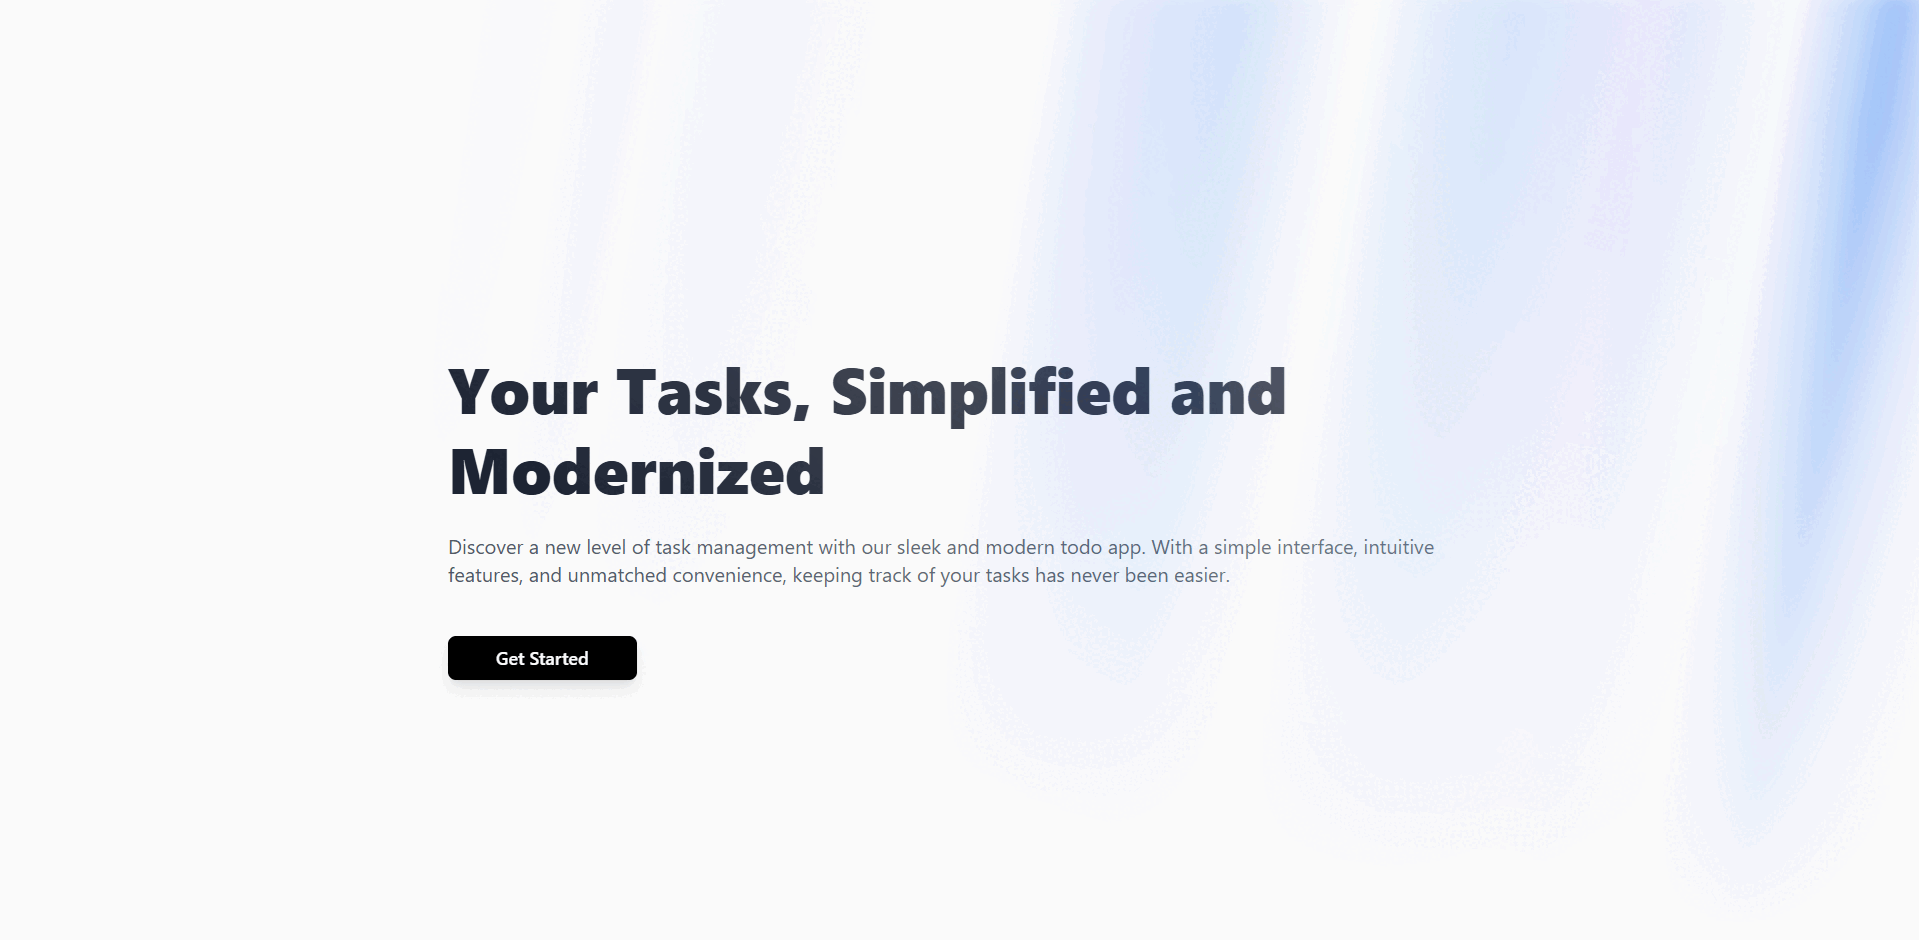 Your Tasks, Simplified and
Modernized
Discover a new level of task management with our sleek and modern todo app. With a simple interface, intuitive
features, and unmatched convenience, keeping track of your tasks has never been easier.
Get Started